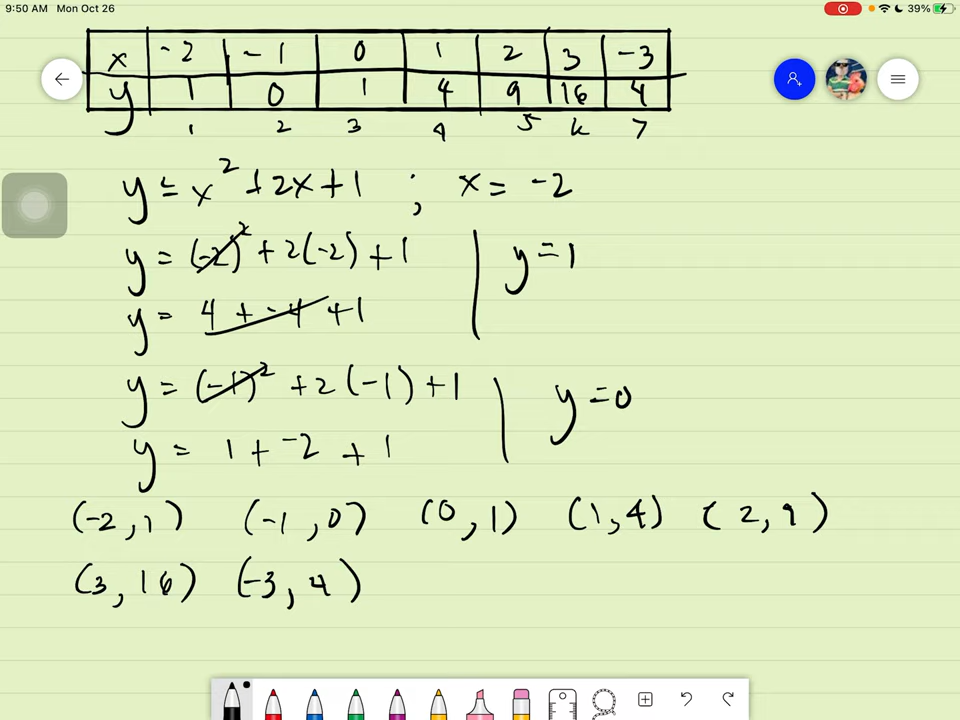 9:50 AM Mon Oct 26 39%
x -2 -1 0 1 2 3 -3
y 1 0 1 4 9 16 4
1 2 3 4 5 6 7
y = x² + 2x + 1 ; x = -2
y = (-2)² + 2(-2) + 1 | y = 1
y = 4 + -4 + 1
y = (-1)² + 2(-1) + 1 | y = 0
y = 1 + -2 + 1
(-2, 1) (-1, 0) (0, 1) (1, 4) (2, 9)
(3, 16) (-3, 4)